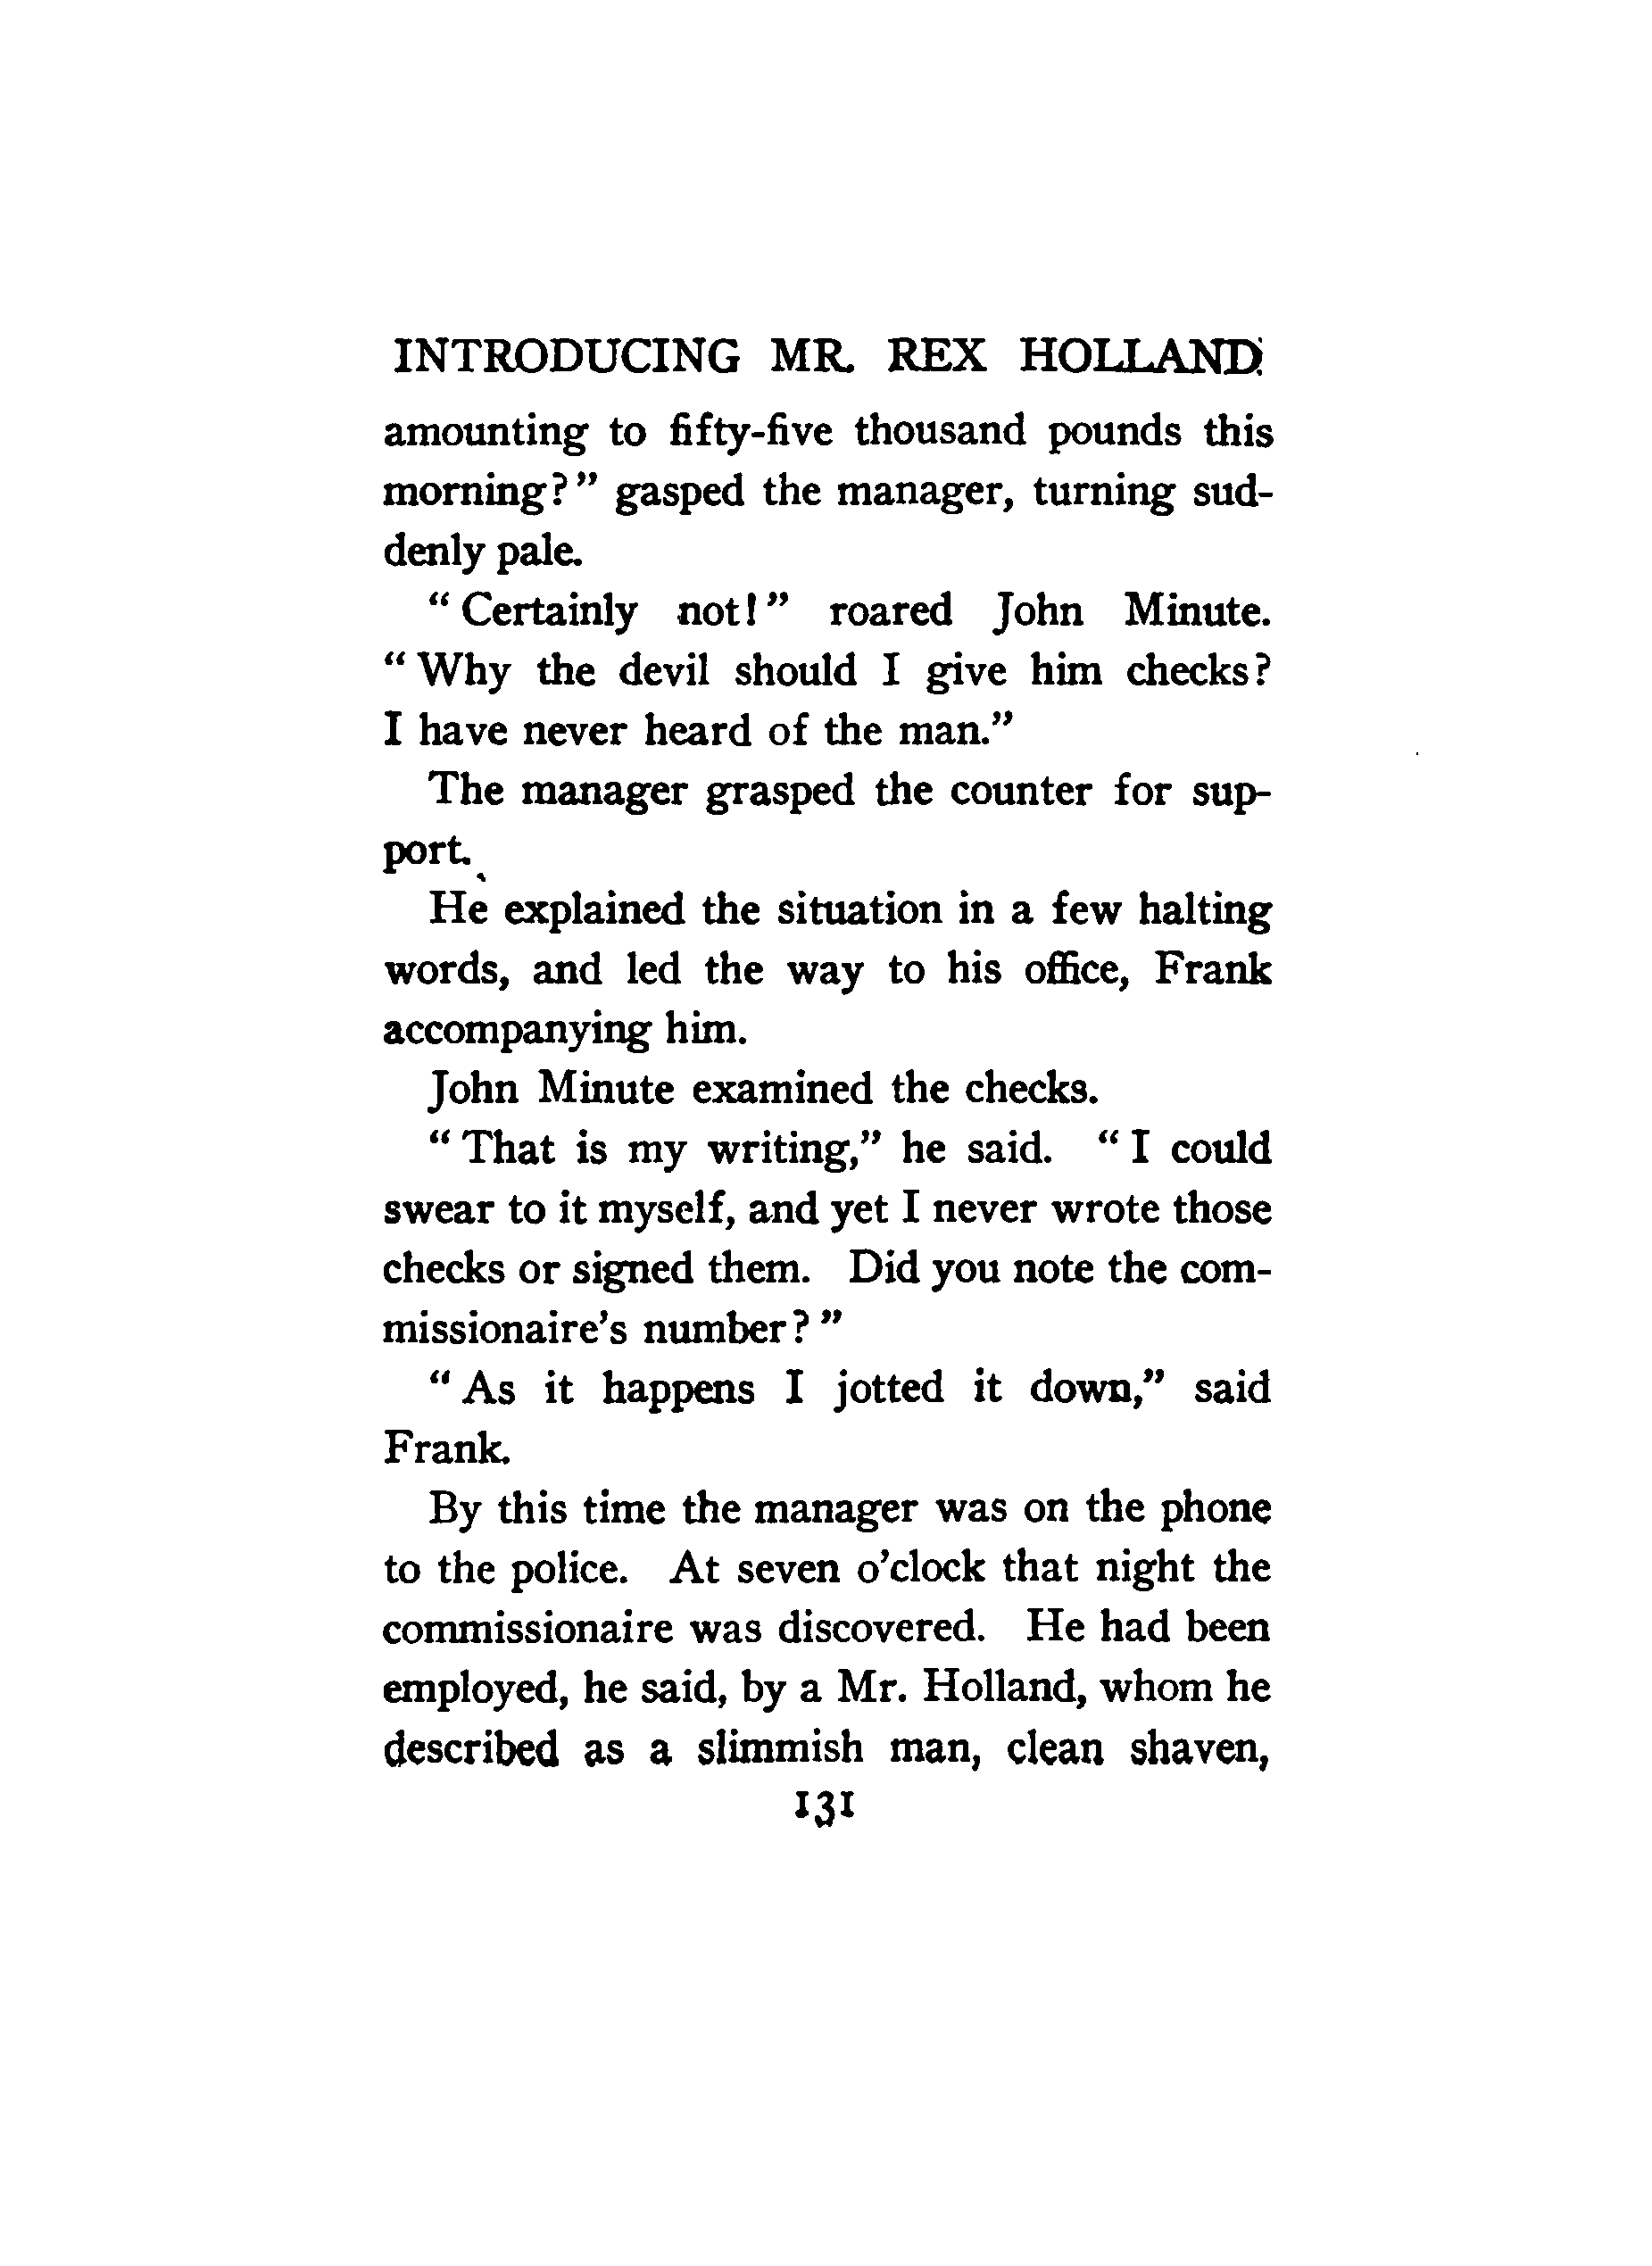 INTRODUCING MR. REX HOLLAND
amounting to fifty-five thousand pounds this
morning?" gasped the manager, turning sud-
denly pale.
"Certainly not!" roared John Minute.
"Why the devil should I give him checks?
I have never heard of the man."
The manager grasped the counter for sup-
port.
He explained the situation in a few halting
words, and led the way to his office, Frank
accompanying him.
John Minute examined the checks.
"That is my writing," he said. "I could
swear to it myself, and yet I never wrote those
checks or signed them. Did you note the com-
missionaire's number?"
"As it happens I jotted it down," said
Frank.
By this time the manager was on the phone
to the police. At seven o'clock that night the
commissionaire was discovered. He had been
employed, he said, by a Mr. Holland, whom he
described as a slimmish man, clean shaven,
131